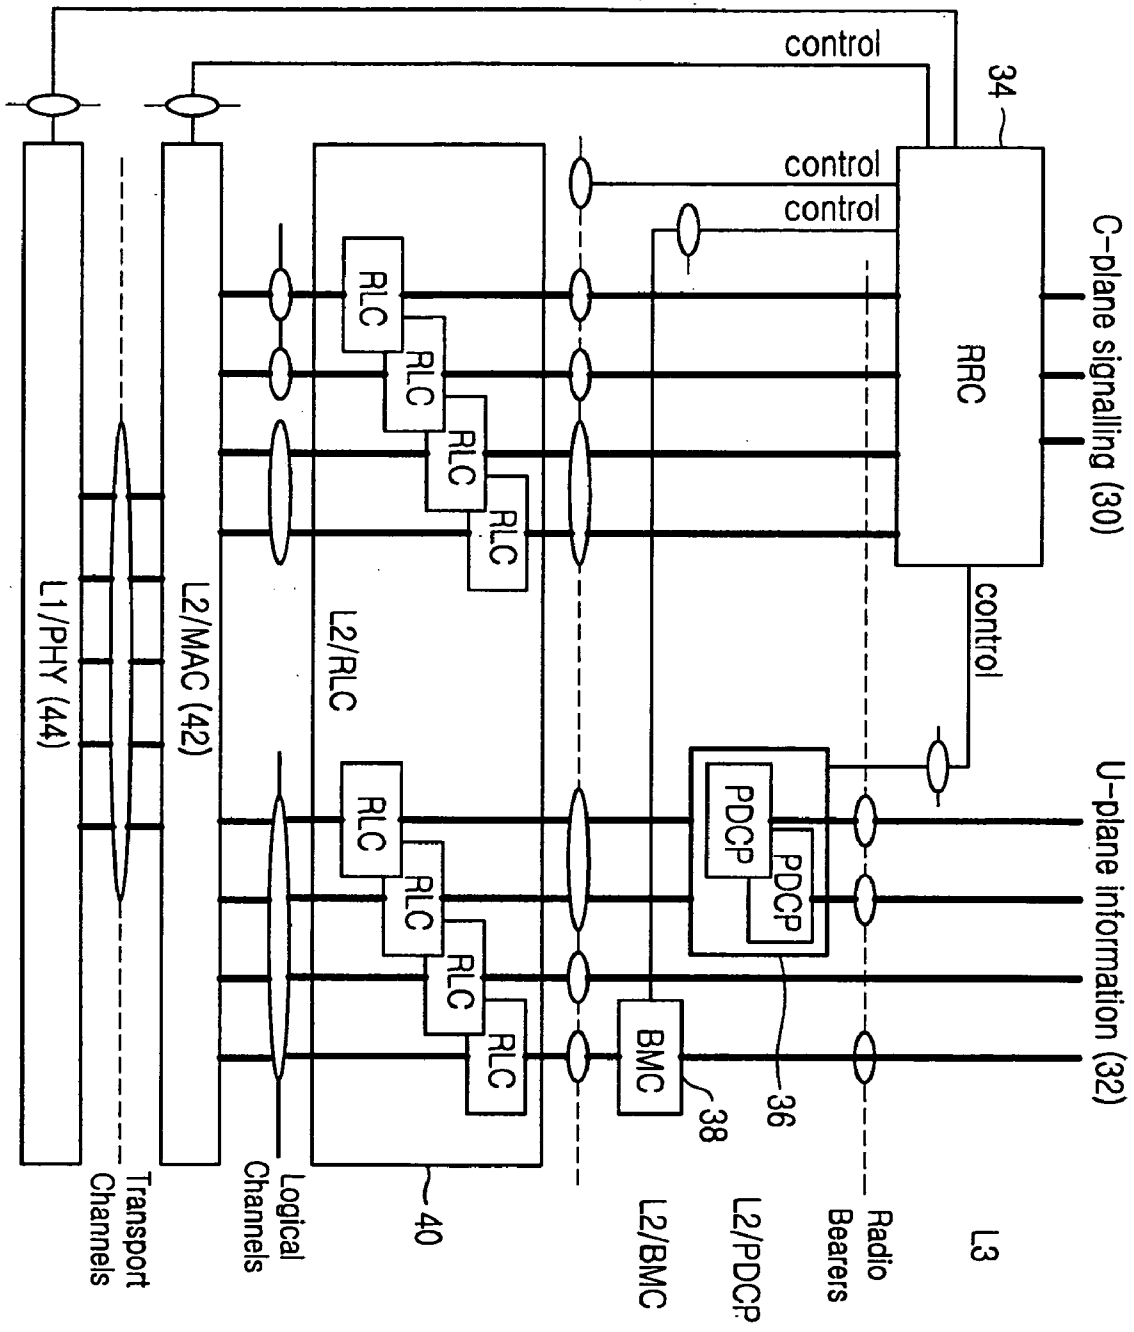 C-plane signalling (30)
U-plane information (32)
34
RRC
L3
control
control
control
control
control
Radio
Bearers
PDCP
PDCP
36
L2/PDCP
BMC
38
L2/BMC
RLC
RLC
RLC
RLC
RLC
RLC
RLC
RLC
L2/RLC
40
Logical
Channels
L2/MAC (42)
Transport
Channels
L1/PHY (44)